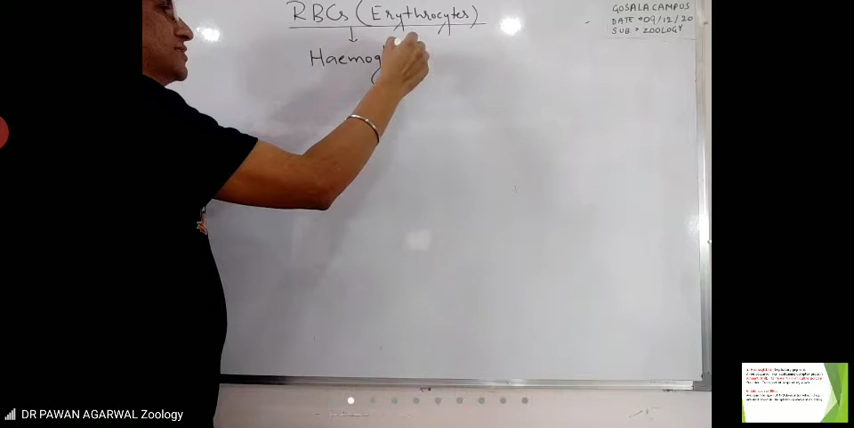 RBCs (Erythrocytes)
Haemog
GOSALA CAMPUS
DATE * 09/12/20
SUB * ZOOLOGY
DR PAWAN AGARWAL Zoology